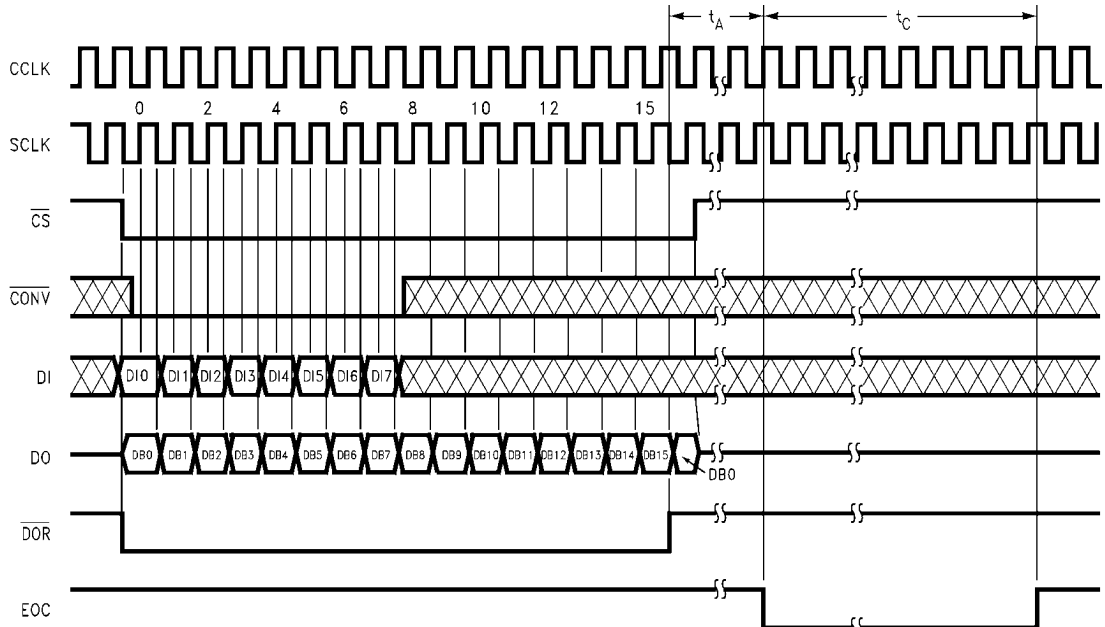 t_A t_C
CCLK
0 2 4 6 8 10 12 15
SCLK
CS
CONV
DI DI0 DI1 DI2 DI3 DI4 DI5 DI6 DI7
DO DB0 DB1 DB2 DB3 DB4 DB5 DB6 DB7 DB8 DB9 DB10 DB11 DB12 DB13 DB14 DB15
DB0
DOR
EOC